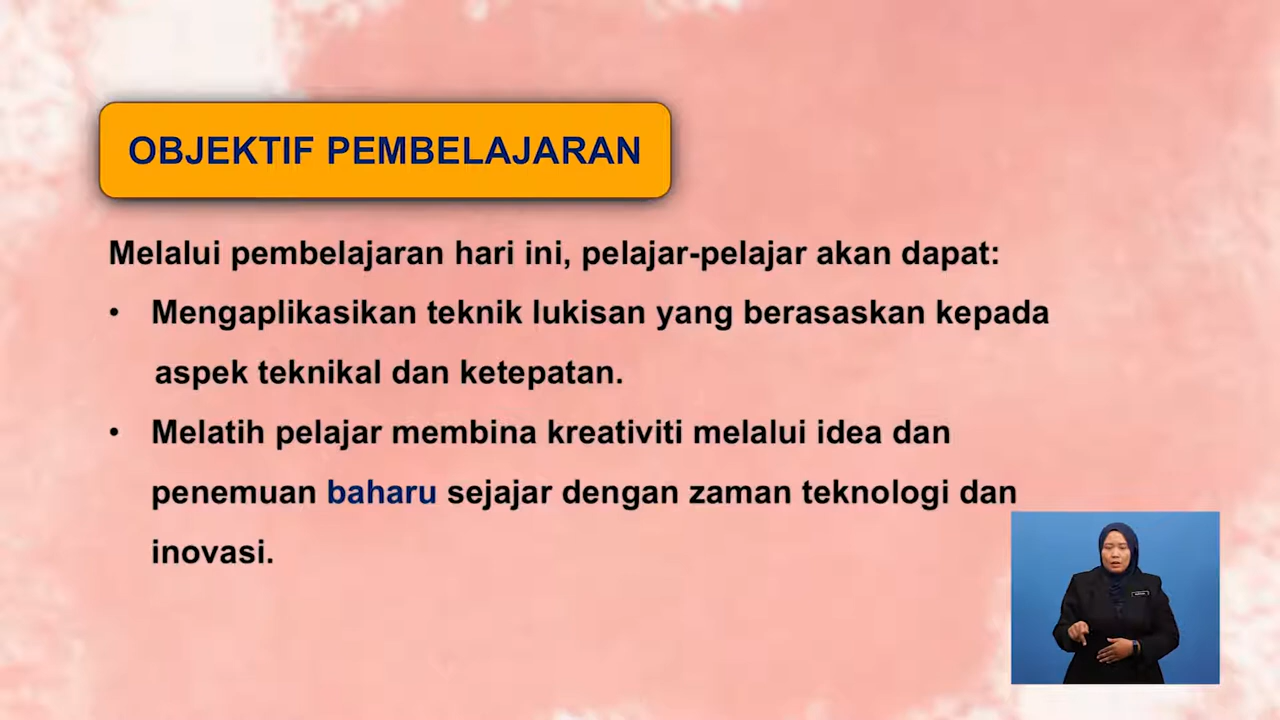 OBJEKTIF PEMBELAJARAN
Melalui pembelajaran hari ini, pelajar-pelajar akan dapat:
• Mengaplikasikan teknik lukisan yang berasaskan kepada
aspek teknikal dan ketepatan.
• Melatih pelajar membina kreativiti melalui idea dan
penemuan baharu sejajar dengan zaman teknologi dan
inovasi.